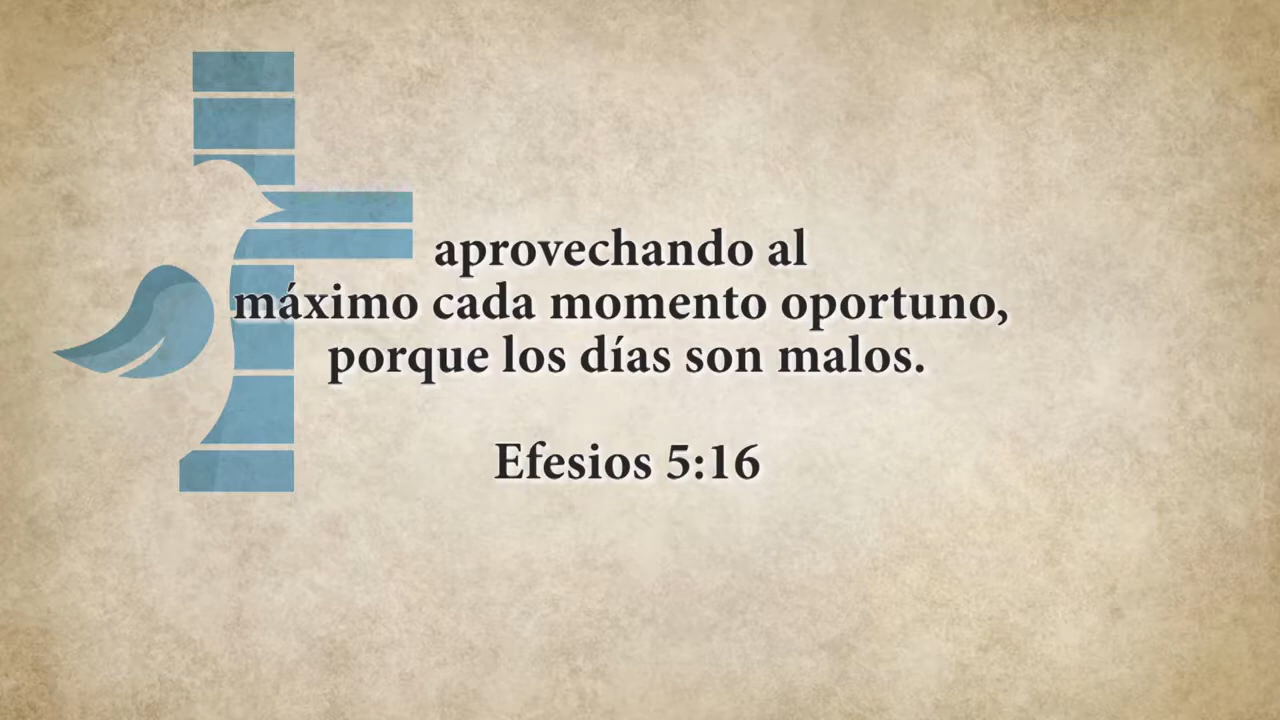 aprovechando al
máximo cada momento oportuno,
porque los días son malos.
Efesios 5:16